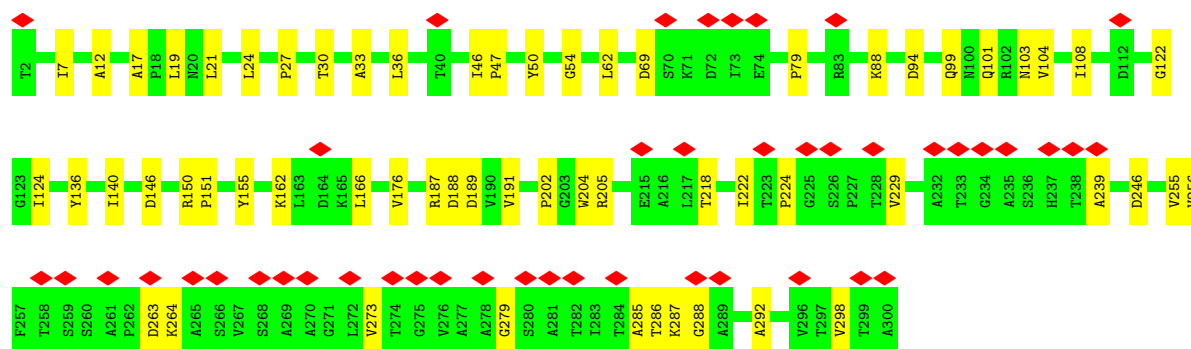 T2 I7 A12 A17 P18 L19 N20 L21 L24 P27 T30 A33 L36 T40 I46 P47 Y50 G54 L62 D69 S70 K71 D72 I73 E74 P79 R83 K88 D94 Q99 N100 Q101 R102 N103 V104 I108 D112 G122
G123 I124 Y136 I140 D146 R150 P151 Y155 K162 L163 D164 K165 L166 V176 R187 D188 D189 V190 V191 P202 G203 W204 R205 E215 A216 L217 T218 I222 T223 P224 G225 S226 P227 T228 V229 A232 T233 G234 A235 S236 H237 T238 A239 D246 V255
F257 T258 S259 S260 A261 P262 D263 K264 A265 S266 V267 S268 A269 A270 G271 L272 V273 T274 G275 V276 A277 A278 G279 S280 A281 T282 I283 T284 A285 T286 K287 G288 A289 A292 V296 T297 V298 T299 A300